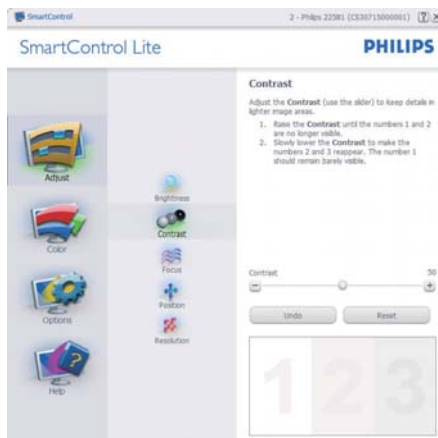 SmartControl
2 - Philips 225B1 (CS30715000001)
SmartControl Lite
PHILIPS
Adjust
Color
Options
Help
Brightness
Contrast
Focus
Position
Resolution
Contrast
Adjust the Contrast (use the slider) to keep details in
lighter image areas.
1. Raise the Contrast until the numbers 1 and 2
are no longer visible.
2. Slowly lower the Contrast to make the
numbers 2 and 3 reappear. The number 1
should remain barely visible.
Contrast 50
Undo
Reset
1 2 3